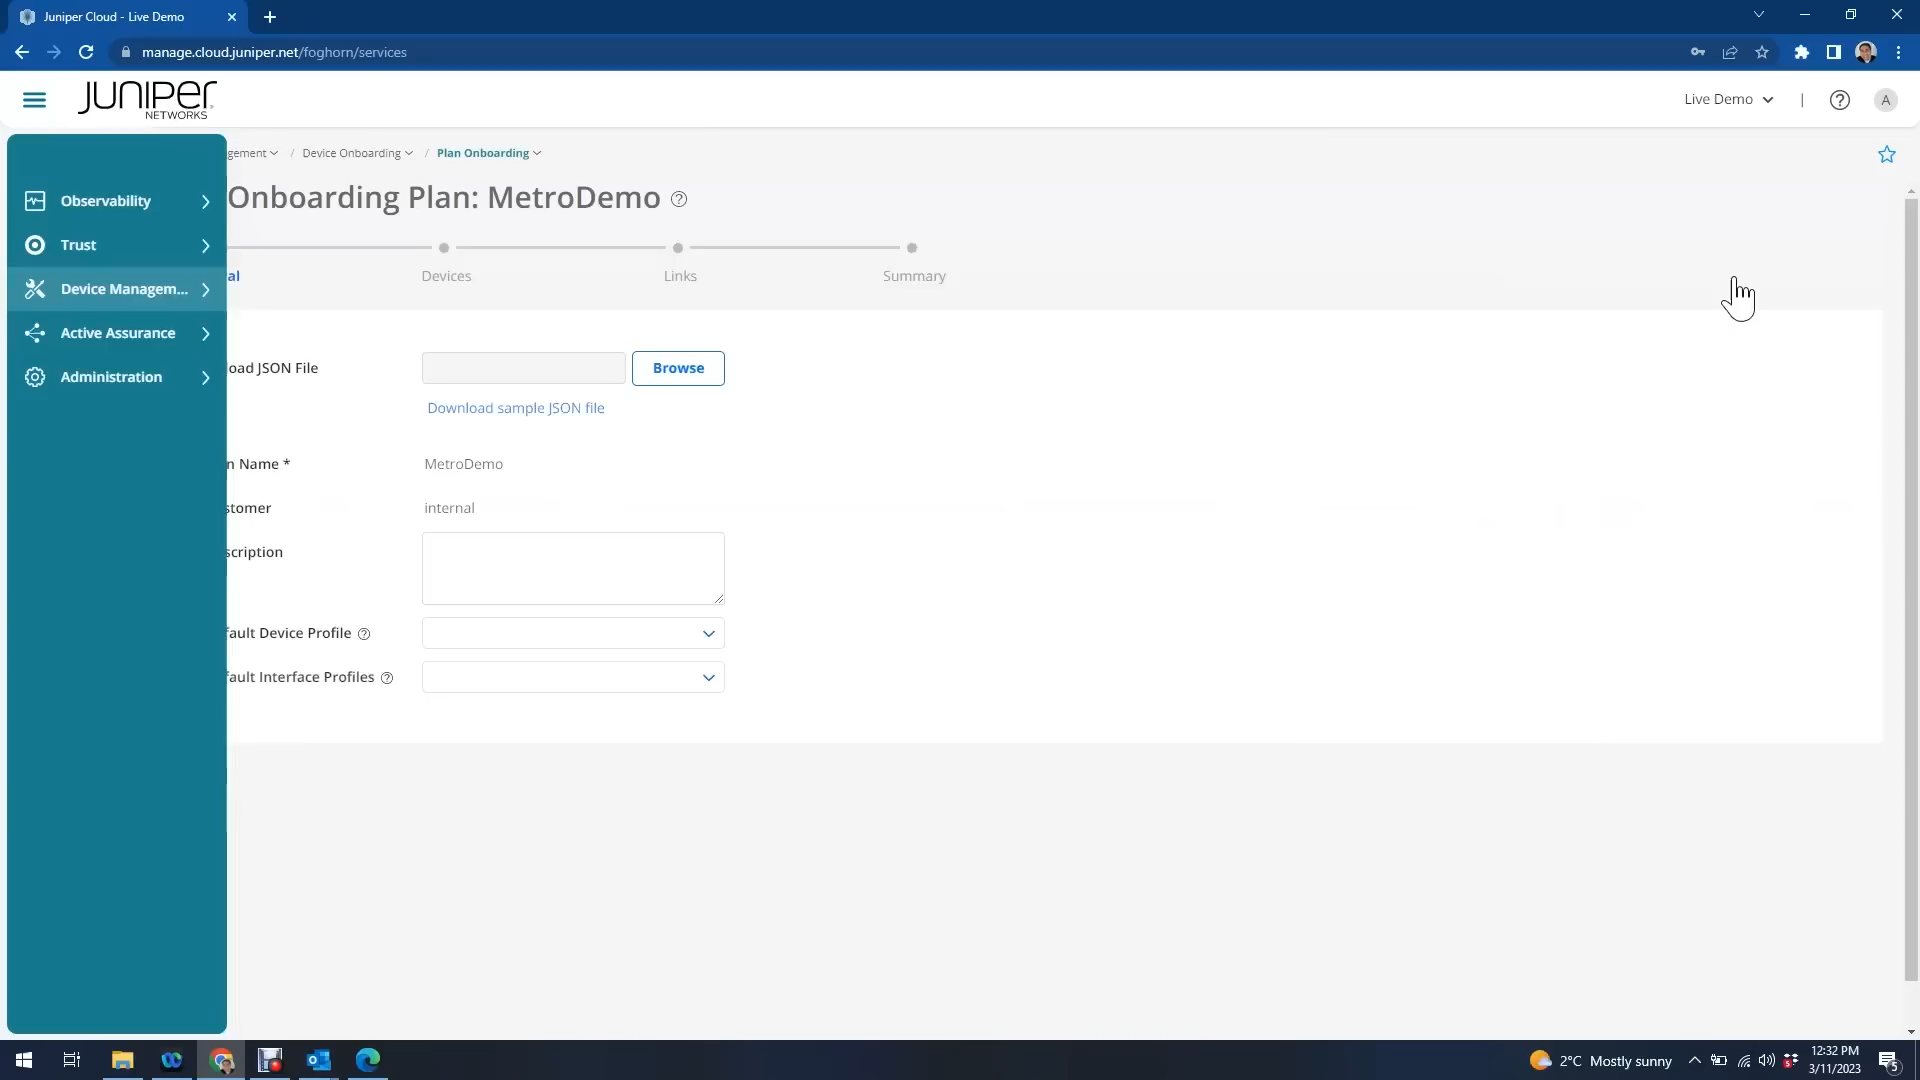 Juniper Cloud - Live Demo
manage.cloud.juniper.net/foghorn/services
JUNIPER
NETWORKS
Live Demo
A
gement / Device Onboarding / Plan Onboarding
Onboarding Plan: MetroDemo
Observability
Trust
Device Managem...
Active Assurance
Administration
al
Devices
Links
Summary
oad JSON File
Browse
Download sample JSON file
n Name *
MetroDemo
stomer
internal
scription
fault Device Profile
fault Interface Profiles
2°C Mostly sunny
12:32 PM
3/11/2023
5